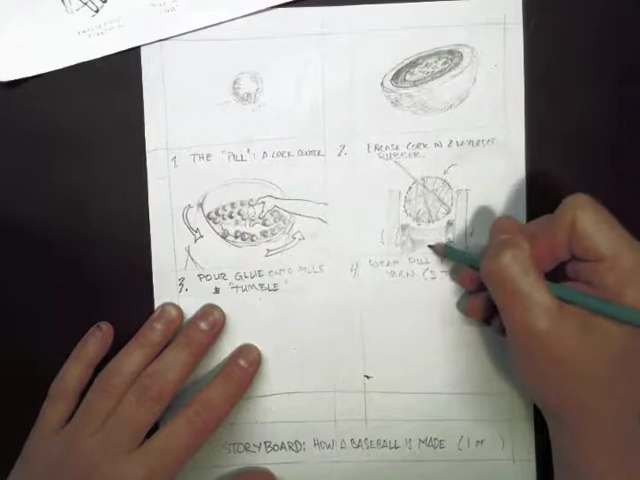 1. THE "PILL": A CORK CENTER
2. ENCASE CORK IN 2 LAYERS OF
RUBBER
3. POUR GLUE ONTO PILLS
& "TUMBLE"
4. WRAP PILL
YARN (3
STORYBOARD: HOW A BASEBALL IS MADE (1 OF )